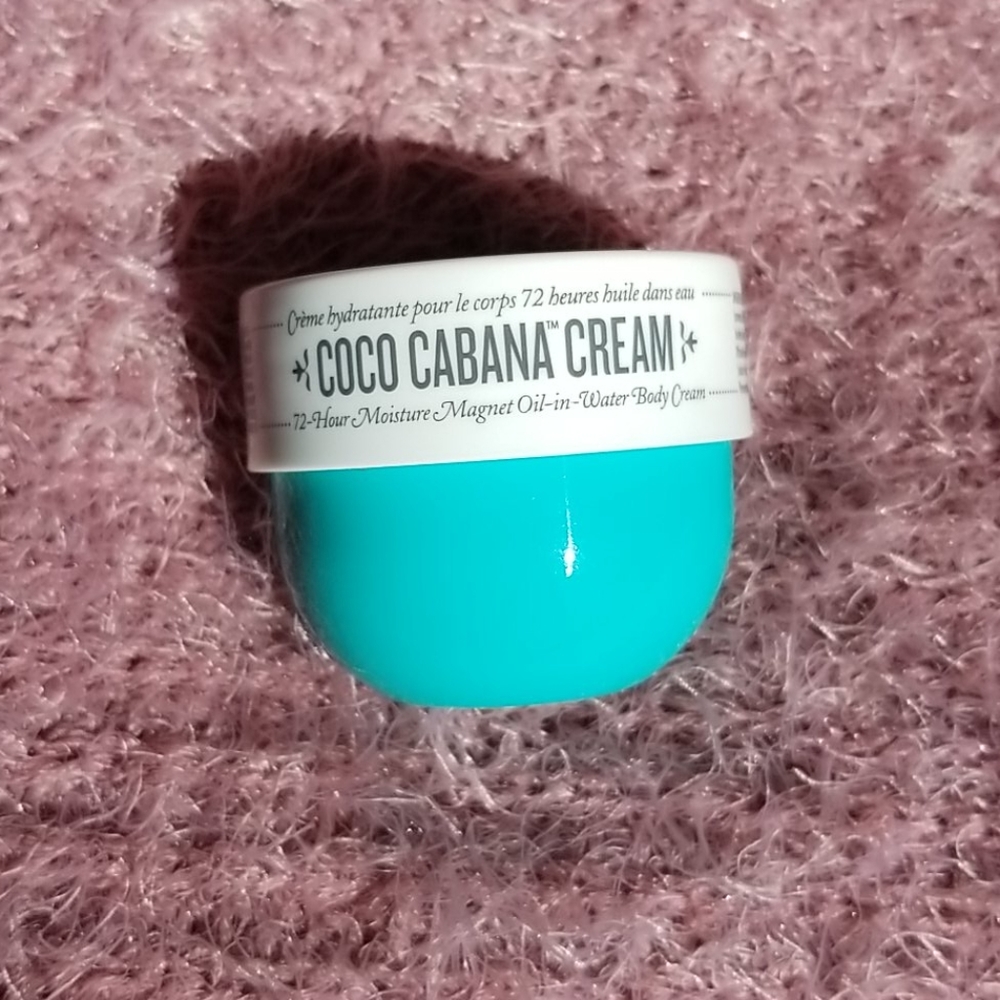 Crème hydratante pour le corps 72 heures huile dans eau
COCO CABANA™ CREAM
72-Hour Moisture Magnet Oil-in-Water Body Cream